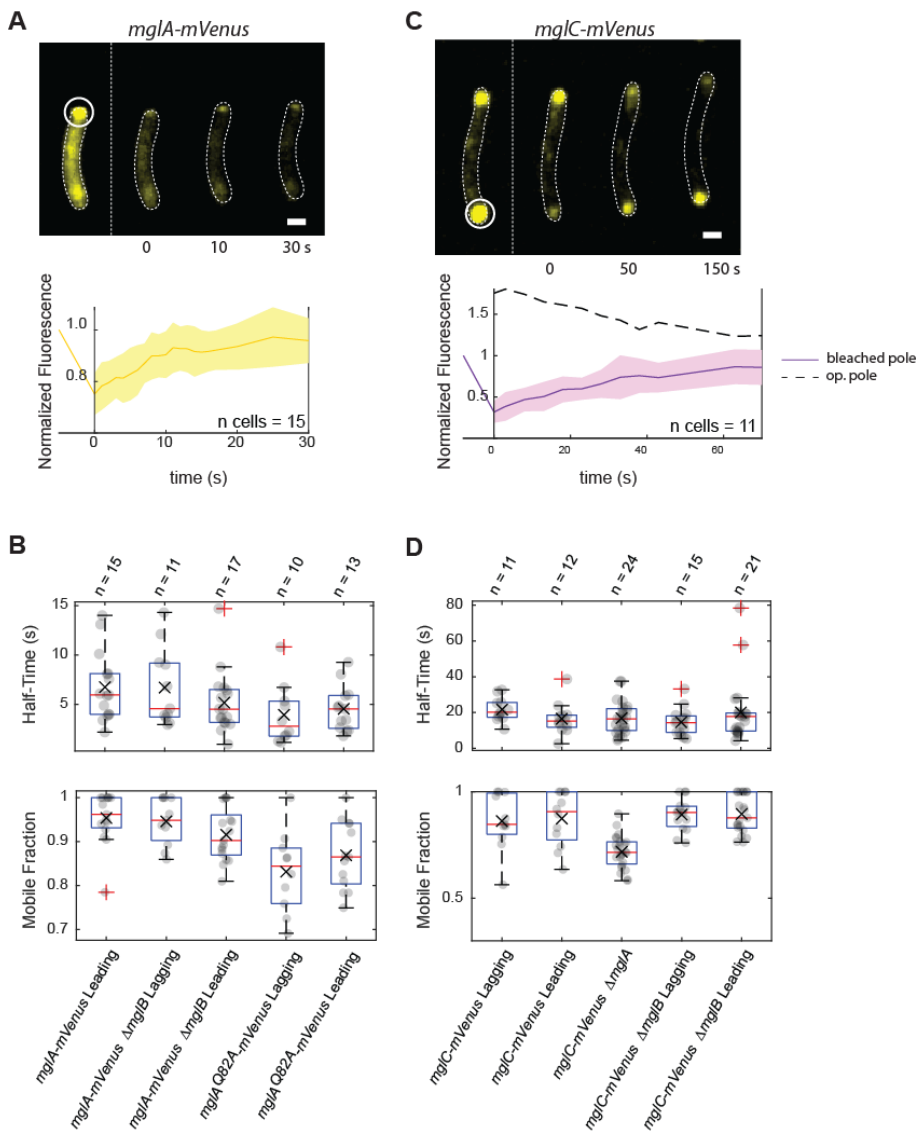 A
mglA-mVenus
0 10 30 s
Normalized Fluorescence
1.0
0.8
n cells = 15
0 10 20 30
time (s)
C
mglC-mVenus
0 50 150 s
Normalized Fluorescence
1.5
1
0.5
bleached pole
op. pole
n cells = 11
0 20 40 60
time (s)
B
n = 15
n = 11
n = 17
n = 10
n = 13
Half-Time (s)
15
10
5
Mobile Fraction
1
0.9
0.8
0.7
mglA-mVenus Leading
mglA-mVenus ΔmglB Lagging
mglA-mVenus ΔmglB Leading
mglA Q82A-mVenus Lagging
mglA Q82A-mVenus Leading
D
n = 11
n = 12
n = 24
n = 15
n = 21
Half-Time (s)
80
60
40
20
0
Mobile Fraction
1
0.5
mglC-mVenus Lagging
mglC-mVenus Leading
mglC-mVenus ΔmglA
mglC-mVenus ΔmglB Lagging
mglC-mVenus ΔmglB Leading